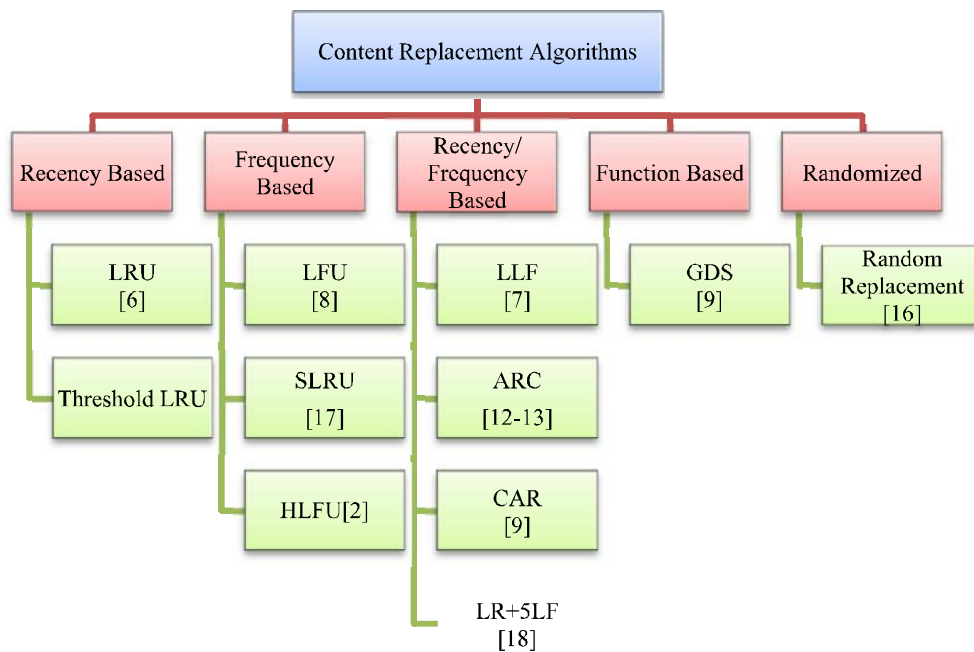 Content Replacement Algorithms
Recency Based
Frequency
Based
Recency/
Frequency
Based
Function Based
Randomized
LRU
[6]
Threshold LRU
LFU
[8]
SLRU
[17]
HLFU[2]
LLF
[7]
ARC
[12-13]
CAR
[9]
LR+5LF
[18]
GDS
[9]
Random
Replacement
[16]